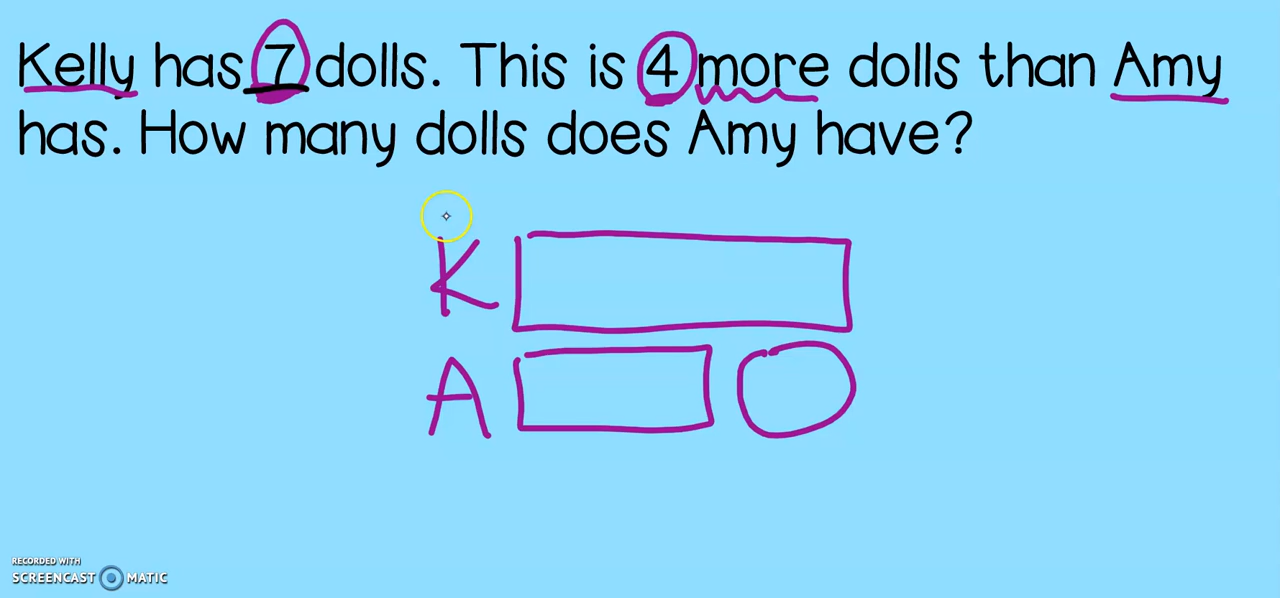 Kelly has 7 dolls. This is 4 more dolls than Amy
has. How many dolls does Amy have?
K
A
RECORDED WITH
SCREENCAST MATIC